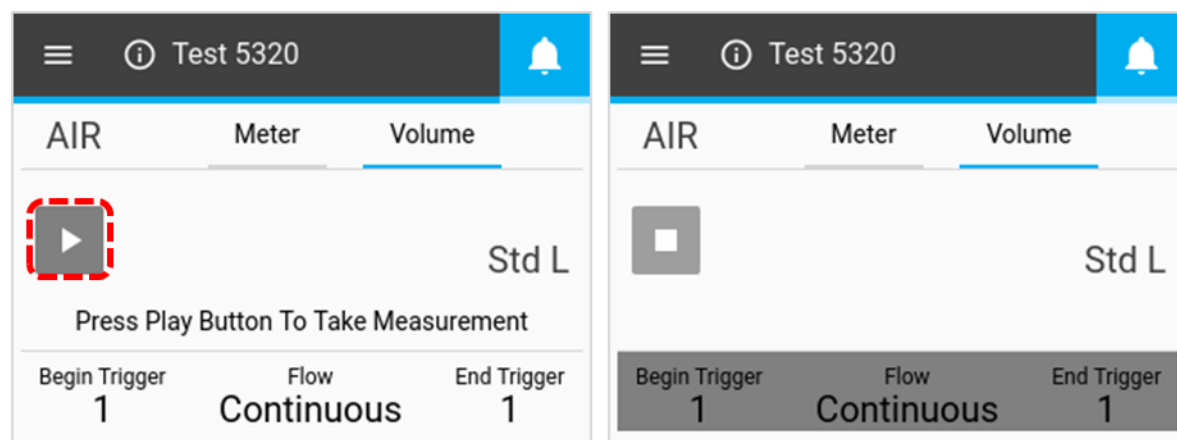 Test 5320
AIR Meter Volume
Std L
Press Play Button To Take Measurement
Begin Trigger Flow End Trigger
1 Continuous 1
Test 5320
AIR Meter Volume
Std L
Begin Trigger Flow End Trigger
1 Continuous 1